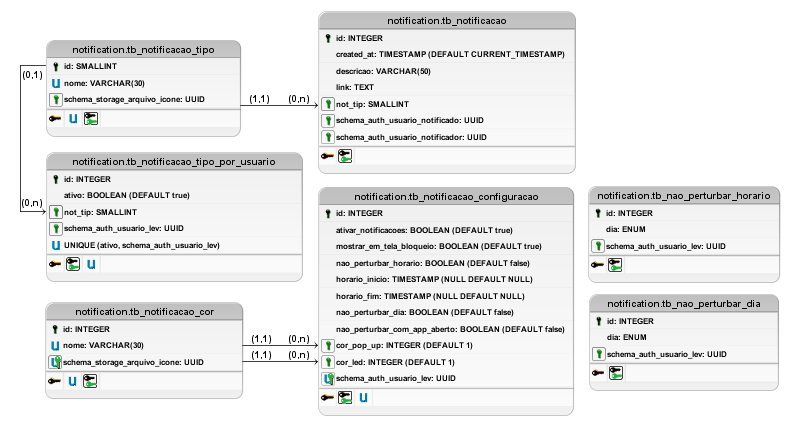 notification.tb_notificacao_tipo
id: SMALLINT
nome: VARCHAR(30)
schema_storage_arquivo_icone: UUID
(0,1)
(1,1)
(0,n)
notification.tb_notificacao
id: INTEGER
created_at: TIMESTAMP (DEFAULT CURRENT_TIMESTAMP)
descricao: VARCHAR(50)
link: TEXT
not_tip: SMALLINT
schema_auth_usuario_notificado: UUID
schema_auth_usuario_notificador: UUID
notification.tb_notificacao_tipo_por_usuario
id: INTEGER
ativo: BOOLEAN (DEFAULT true)
(0,n)
not_tip: SMALLINT
schema_auth_usuario_lev: UUID
UNIQUE (ativo, schema_auth_usuario_lev)
notification.tb_notificacao_configuracao
id: INTEGER
ativar_notificacoes: BOOLEAN (DEFAULT true)
mostrar_em_tela_bloqueio: BOOLEAN (DEFAULT true)
nao_perturbar_horario: BOOLEAN (DEFAULT false)
horario_inicio: TIMESTAMP (NULL DEFAULT NULL)
horario_fim: TIMESTAMP (NULL DEFAULT NULL)
nao_perturbar_dia: BOOLEAN (DEFAULT false)
nao_perturbar_com_app_aberto: BOOLEAN (DEFAULT false)
cor_pop_up: INTEGER (DEFAULT 1)
cor_led: INTEGER (DEFAULT 1)
schema_auth_usuario_lev: UUID
notification.tb_nao_perturbar_horario
id: INTEGER
dia: ENUM
schema_auth_usuario_lev: UUID
notification.tb_notificacao_cor
id: INTEGER
nome: VARCHAR(30)
schema_storage_arquivo_icone: UUID
(1,1)
(0,n)
(1,1)
(0,n)
notification.tb_nao_perturbar_dia
id: INTEGER
dia: ENUM
schema_auth_usuario_lev: UUID